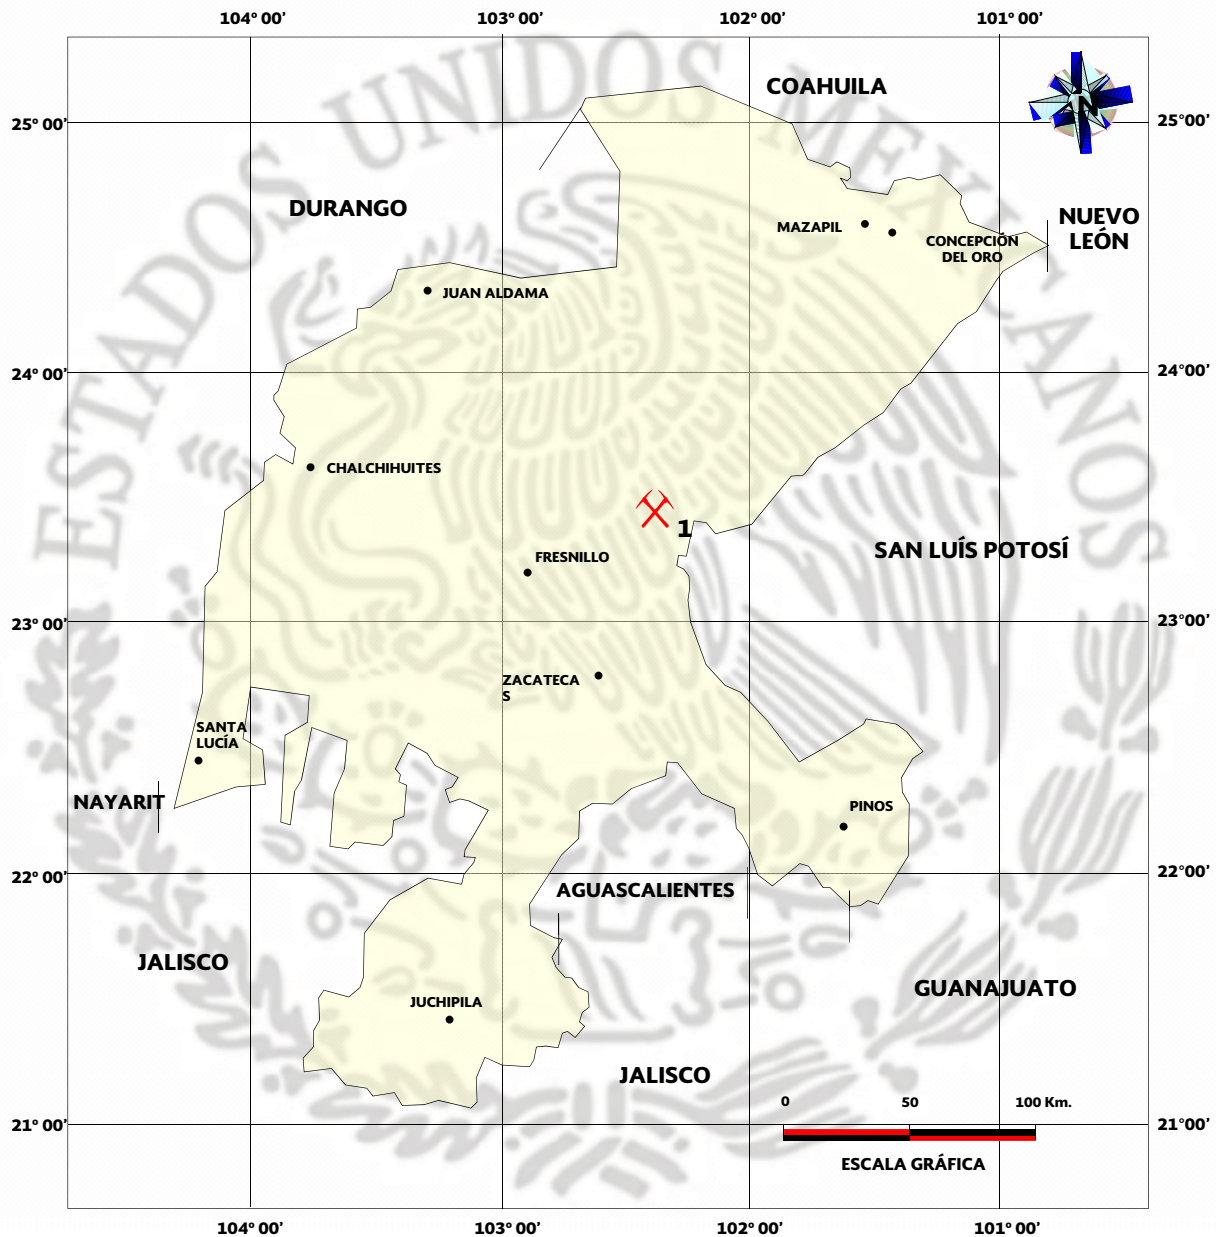 104° 00’ 103° 00’ 102° 00’ 101° 00’
COAHUILA
25° 00’ 25° 00’
ESTADOS UNIDOS MEXICANOS
N
DURANGO
NUEVO
LEÓN
MAZAPIL
CONCEPCIÓN
DEL ORO
JUAN ALDAMA
24° 00’ 24° 00’
CHALCHIHUITES
1
FRESNILLO
SAN LUÍS POTOSÍ
23° 00’ 23° 00’
ZACATECA
S
SANTA
LUCÍA
NAYARIT
PINOS
22° 00’ 22° 00’
AGUASCALIENTES
JALISCO
GUANAJUATO
JUCHIPILA
JALISCO
0 50 100 Km.
21° 00’ 21° 00’
ESCALA GRÁFICA
104° 00’ 103° 00’ 102° 00’ 101° 00’